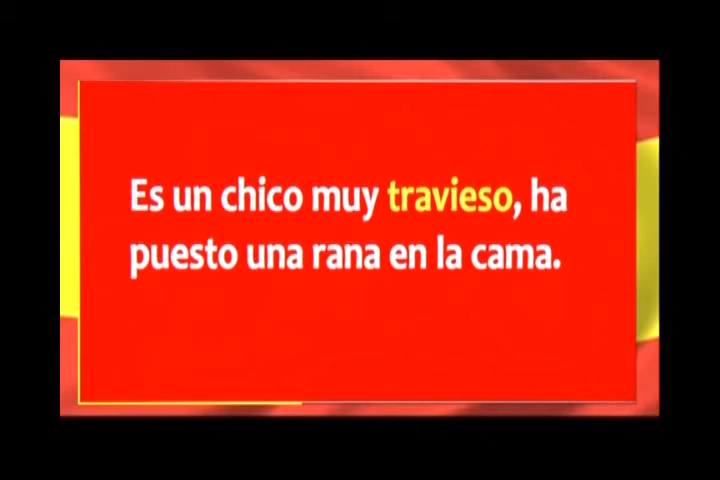 Es un chico muy travieso, ha
puesto una rana en la cama.